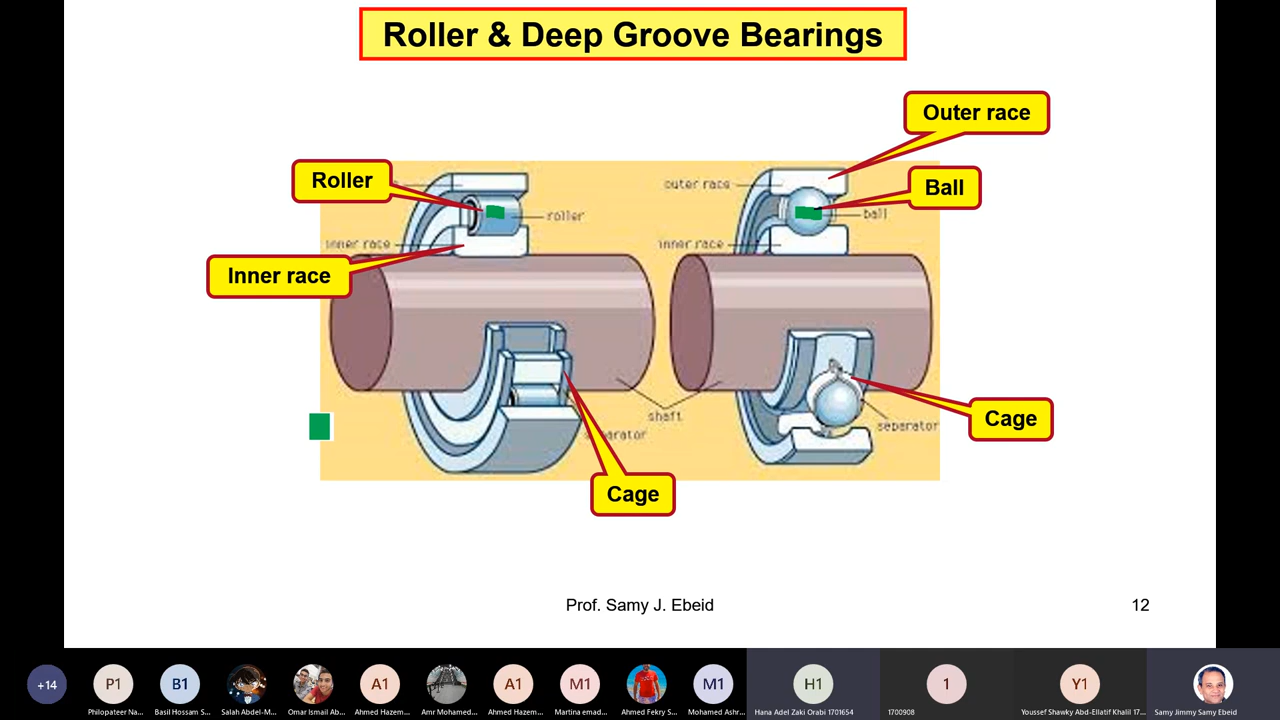 Roller & Deep Groove Bearings
Outer race
Roller
outer race
Ball
roller
ball
inner race
inner race
Inner race
shaft
separator
Cage
Cage
Prof. Samy J. Ebeid
12
+14
P1
B1
A1
A1
M1
M1
H1
1
Y1
Philopateer Na...
Basil Hossam S...
Salah Abdel-M...
Omar Ismail Ab...
Ahmed Hazem...
Amr Mohamed...
Ahmed Hazem...
Martina emad...
Ahmed Fekry S...
Mohamed Ashr...
Hana Adel Zaki Orabi 1701654
1700908
Youssef Shawky Abd-Ellatif Khalil 17...
Samy Jimmy Samy Ebeid